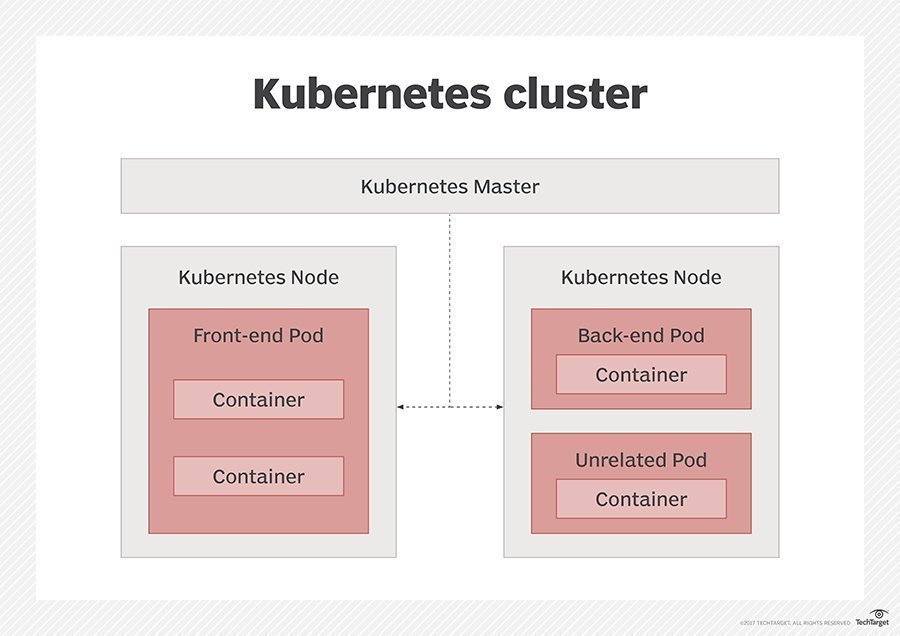 Kubernetes cluster
Kubernetes Master
Kubernetes Node
Front-end Pod
Container
Container
Kubernetes Node
Back-end Pod
Container
Unrelated Pod
Container
©2017 TECHTARGET. ALL RIGHTS RESERVED
TechTarget